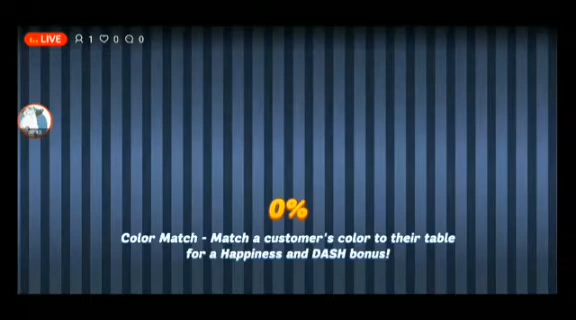 LIVE 1 0 0
0%
Color Match - Match a customer's color to their table
for a Happiness and DASH bonus!